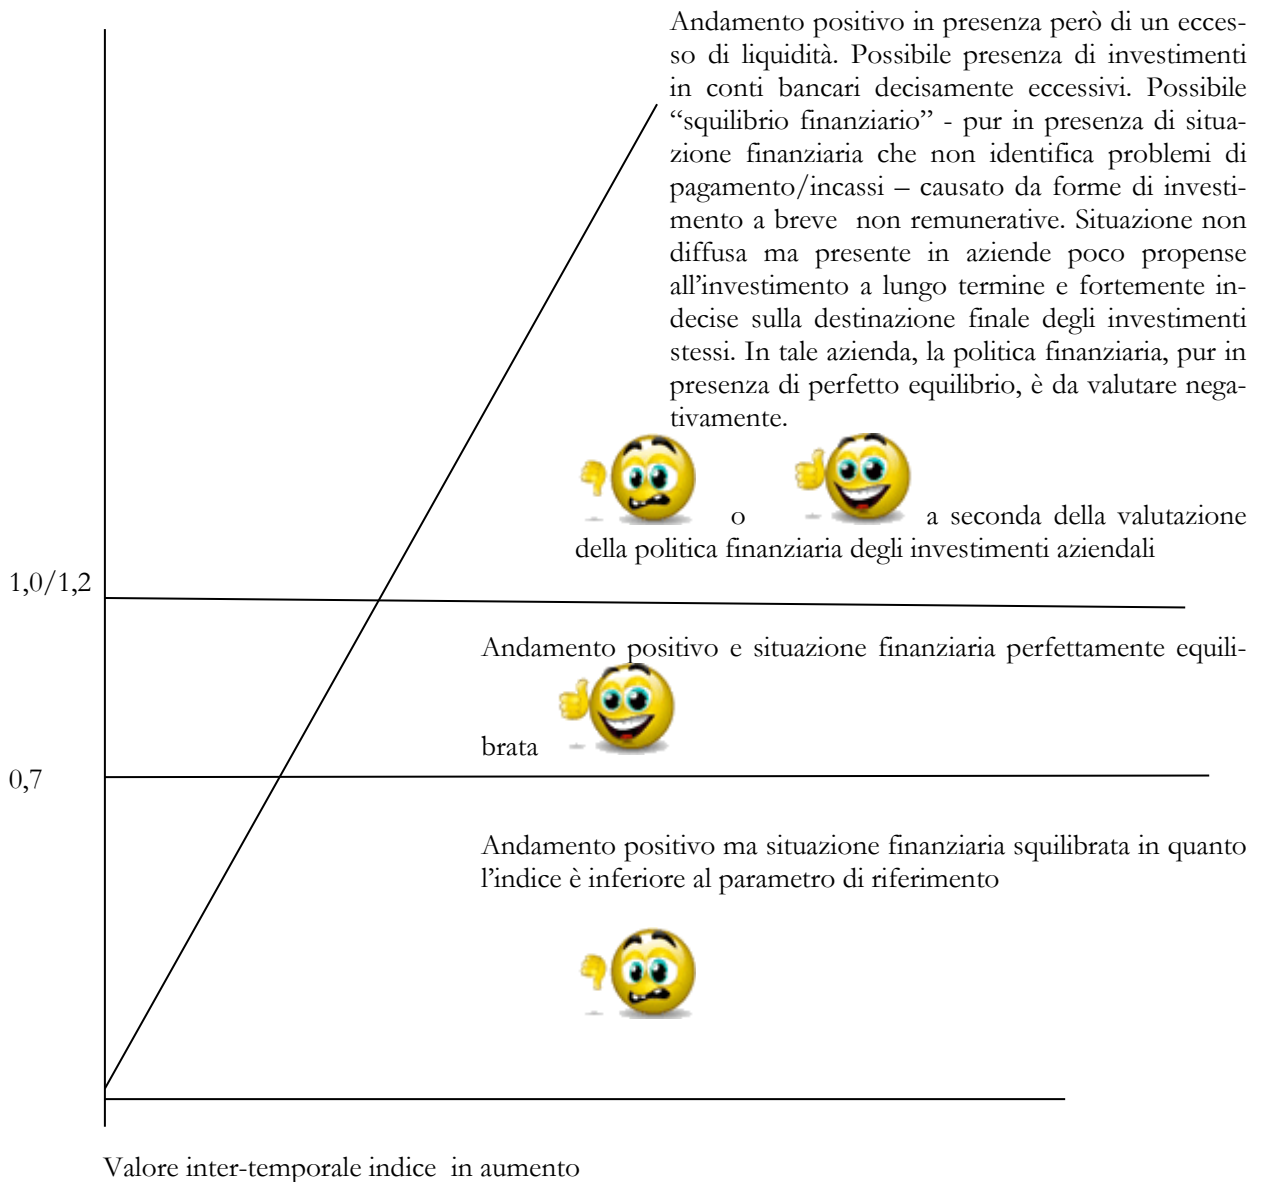 Andamento positivo in presenza però di un ecces-
so di liquidità. Possibile presenza di investimenti
in conti bancari decisamente eccessivi. Possibile
“squilibrio finanziario” - pur in presenza di situa-
zione finanziaria che non identifica problemi di
pagamento/incassi – causato da forme di investi-
mento a breve non remunerative. Situazione non
diffusa ma presente in aziende poco propense
all’investimento a lungo termine e fortemente in-
decise sulla destinazione finale degli investimenti
stessi. In tale azienda, la politica finanziaria, pur in
presenza di perfetto equilibrio, è da valutare nega-
tivamente.
o a seconda della valutazione
della politica finanziaria degli investimenti aziendali
1,0/1,2
Andamento positivo e situazione finanziaria perfettamente equili-
brata
0,7
Andamento positivo ma situazione finanziaria squilibrata in quanto
l’indice è inferiore al parametro di riferimento
Valore inter-temporale indice in aumento